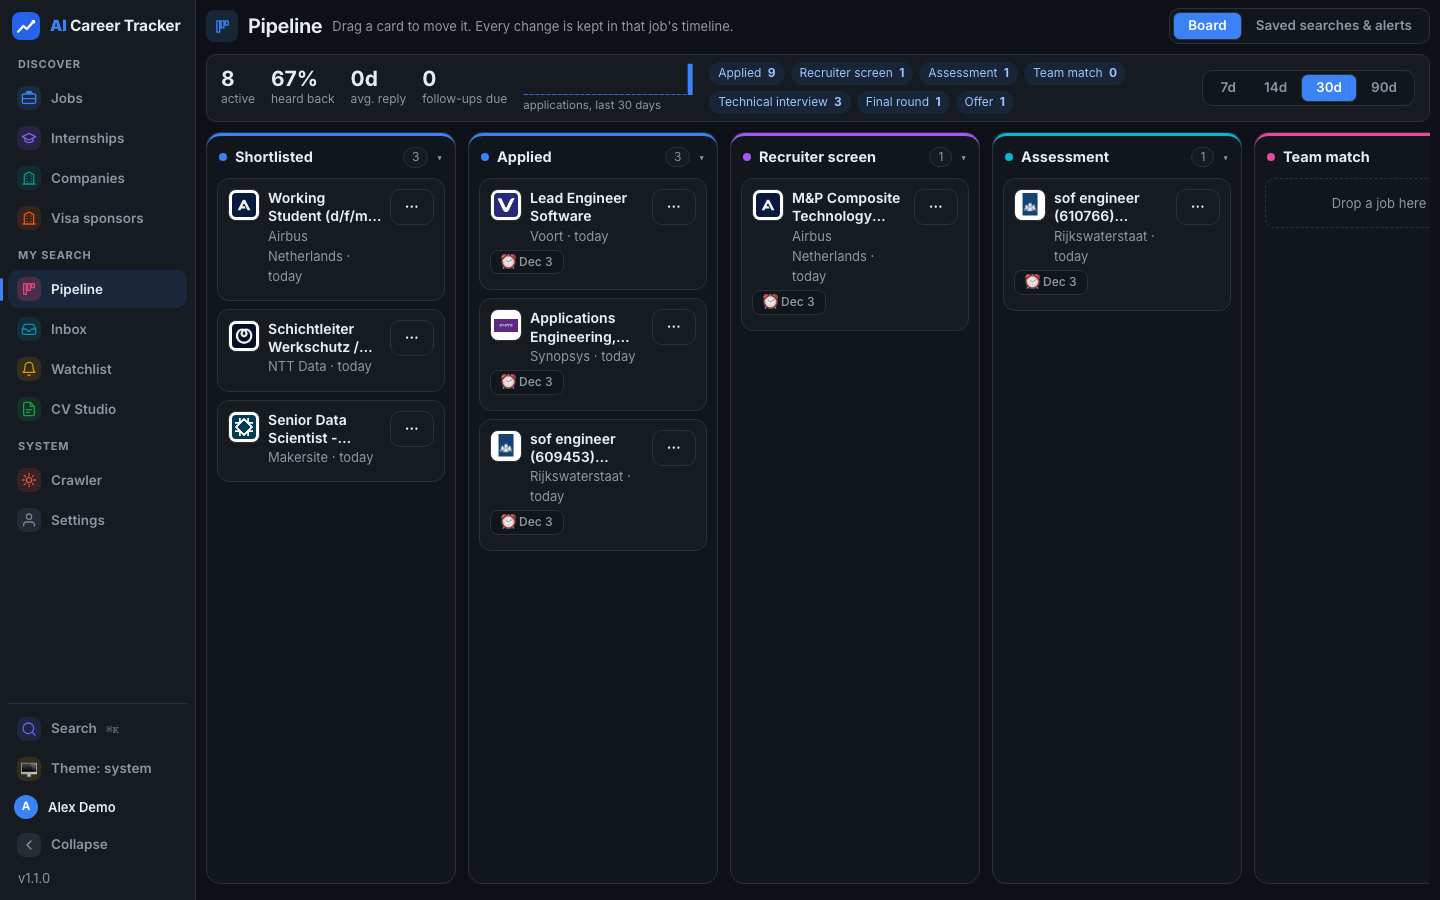 AI Career Tracker
DISCOVER
Jobs
Internships
Companies
Visa sponsors
MY SEARCH
Pipeline
Inbox
Watchlist
CV Studio
SYSTEM
Crawler
Settings
Search ⌘K
Theme: system
A Alex Demo
Collapse
v1.1.0
Pipeline Drag a card to move it. Every change is kept in that job's timeline.
Board Saved searches & alerts
8 67% 0d 0
active heard back avg. reply follow-ups due
applications, last 30 days
Applied 9 Recruiter screen 1 Assessment 1 Team match 0
Technical interview 3 Final round 1 Offer 1
7d 14d 30d 90d
Shortlisted 3
Working
Student (d/f/m...
Airbus
Netherlands ·
today
Schichtleiter
Werkschutz /...
NTT Data · today
Senior Data
Scientist -...
Makersite · today
Applied 3
Lead Engineer
Software
Voort · today
Dec 3
Applications
Engineering,...
Synopsys · today
Dec 3
sof engineer
(609453)...
Rijkswaterstaat ·
today
Dec 3
Recruiter screen 1
M&P Composite
Technology...
Airbus
Netherlands ·
today
Dec 3
Assessment 1
sof engineer
(610766)...
Rijkswaterstaat ·
today
Dec 3
Team match
Drop a job here